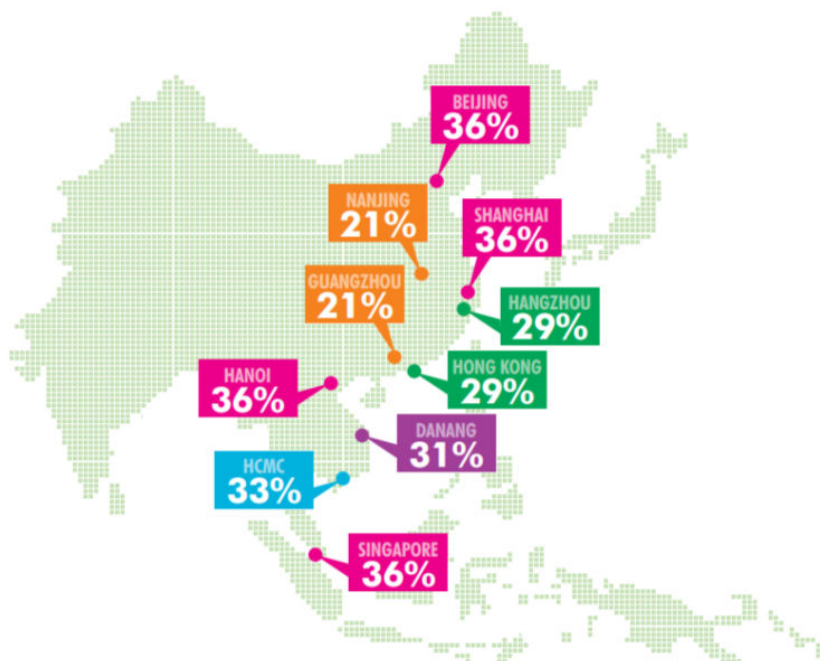 BEIJING
36%
NANJING
21%
SHANGHAI
36%
GUANGZHOU
21%
HANGZHOU
29%
HONG KONG
29%
HANOI
36%
DANANG
31%
HCMC
33%
SINGAPORE
36%